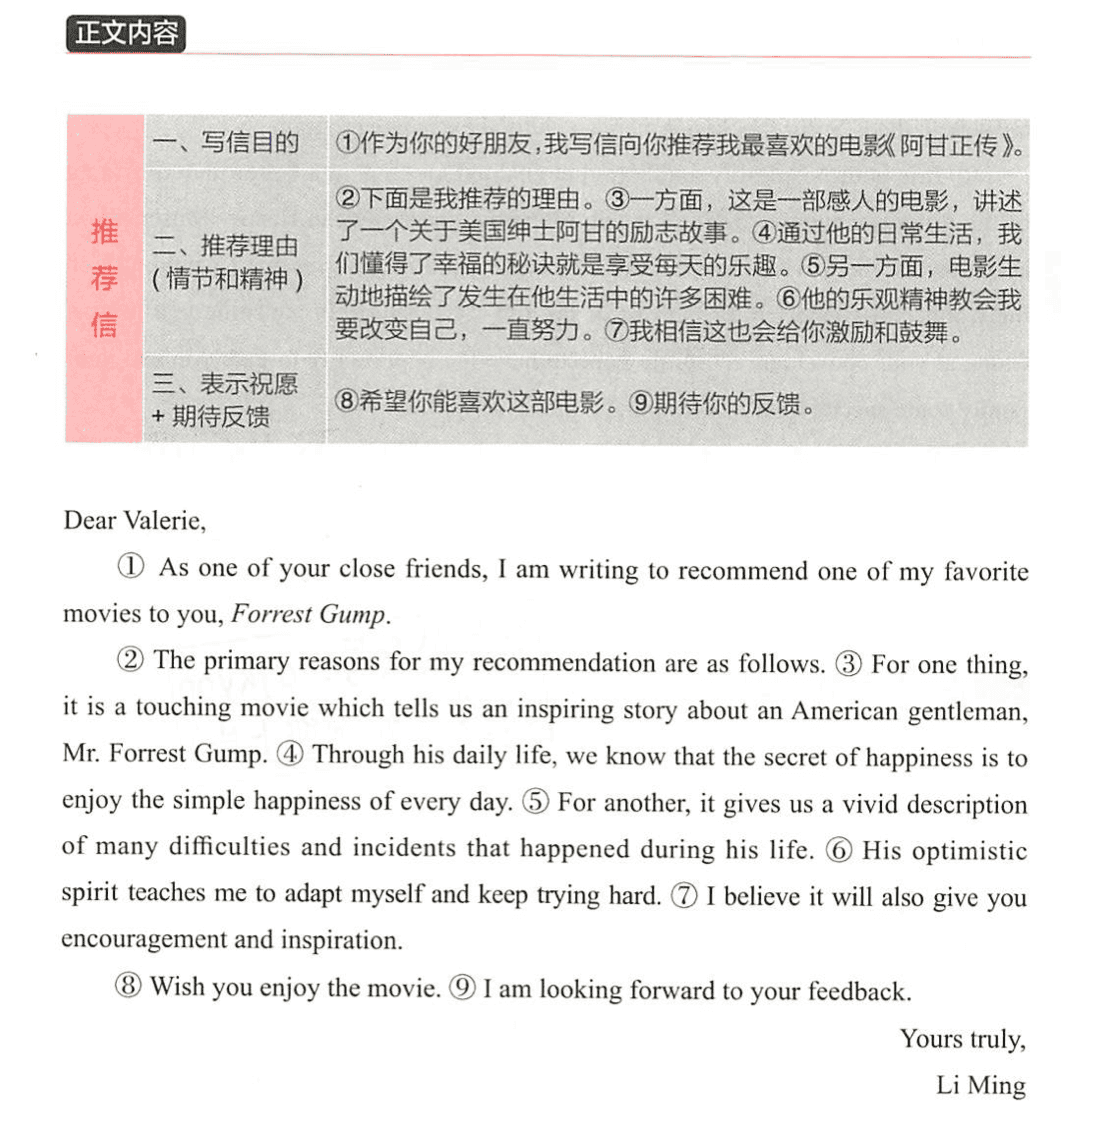 正文内容
推
荐
信
一、写信目的
①作为你的好朋友,我写信向你推荐我最喜欢的电影《阿甘正传》。
二、推荐理由
(情节和精神)
②下面是我推荐的理由。③一方面，这是一部感人的电影，讲述
了一个关于美国绅士阿甘的励志故事。④通过他的日常生活，我
们懂得了幸福的秘诀就是享受每天的乐趣。⑤另一方面，电影生
动地描绘了发生在他生活中的许多困难。⑥他的乐观精神教会我
要改变自己，一直努力。⑦我相信这也会给你激励和鼓舞。
三、表示祝愿
+ 期待反馈
⑧希望你能喜欢这部电影。⑨期待你的反馈。
Dear Valerie,
① As one of your close friends, I am writing to recommend one of my favorite
movies to you, Forrest Gump.
② The primary reasons for my recommendation are as follows. ③ For one thing,
it is a touching movie which tells us an inspiring story about an American gentleman,
Mr. Forrest Gump. ④ Through his daily life, we know that the secret of happiness is to
enjoy the simple happiness of every day. ⑤ For another, it gives us a vivid description
of many difficulties and incidents that happened during his life. ⑥ His optimistic
spirit teaches me to adapt myself and keep trying hard. ⑦ I believe it will also give you
encouragement and inspiration.
⑧ Wish you enjoy the movie. ⑨ I am looking forward to your feedback.
Yours truly,
Li Ming